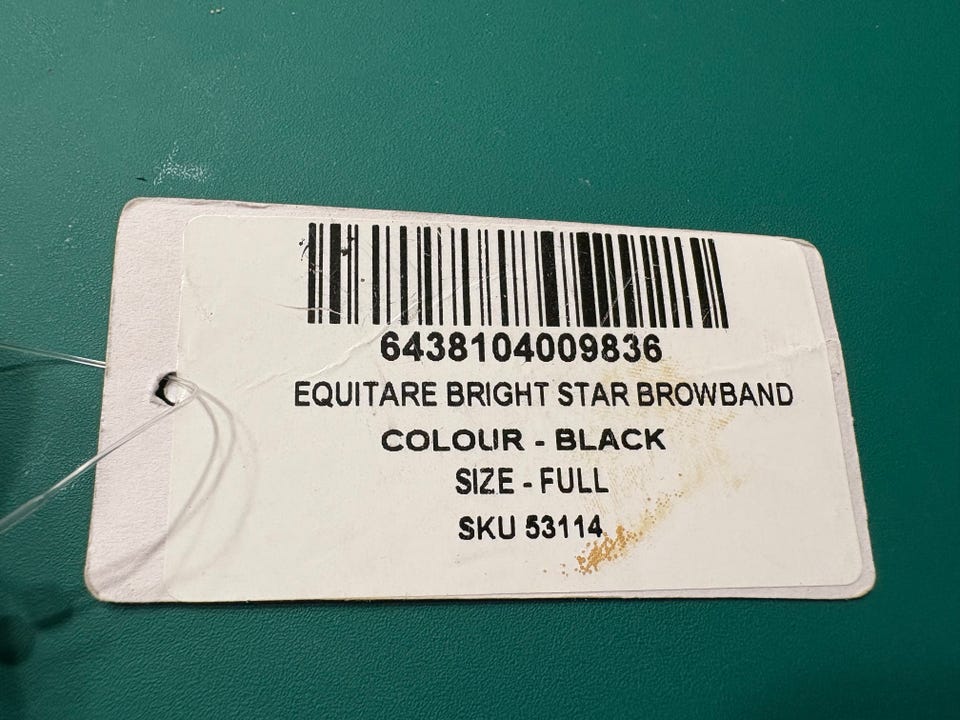 6438104009836
EQUITARE BRIGHT STAR BROWBAND
COLOUR - BLACK
SIZE - FULL
SKU 53114